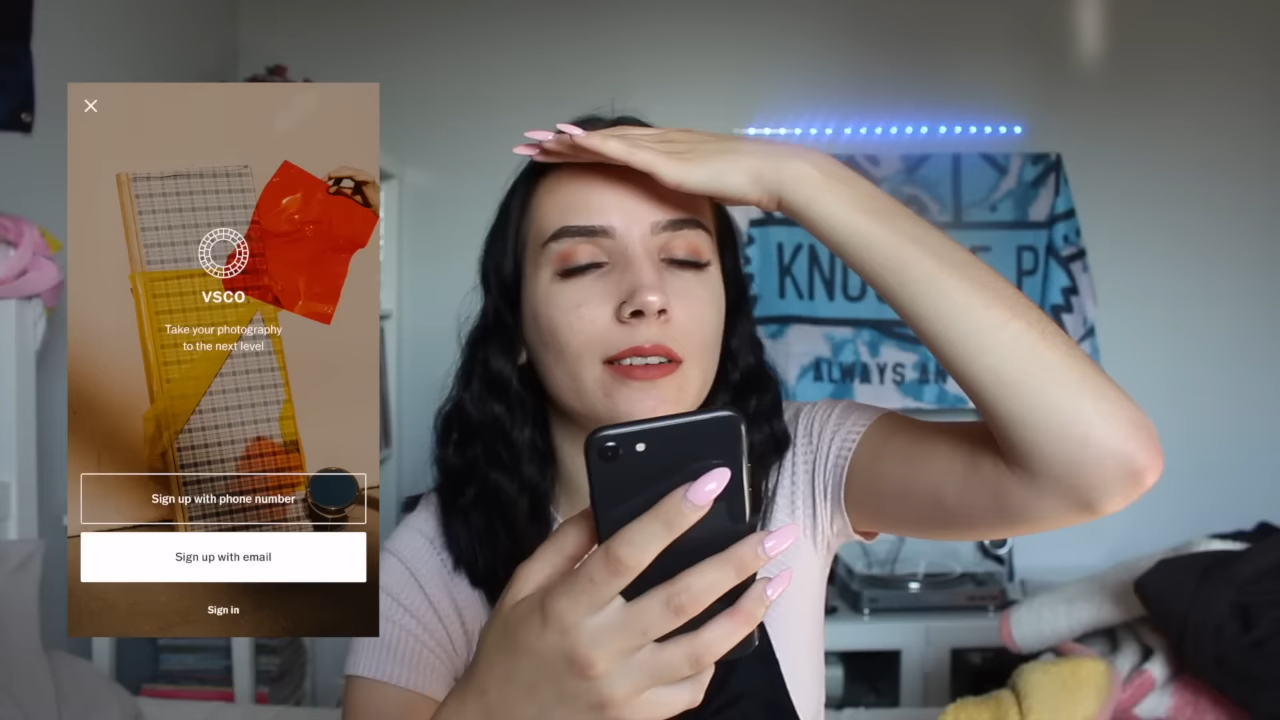 VSCO
Take your photography
to the next level
Sign up with phone number
Sign up with email
Sign in
ALWAYS